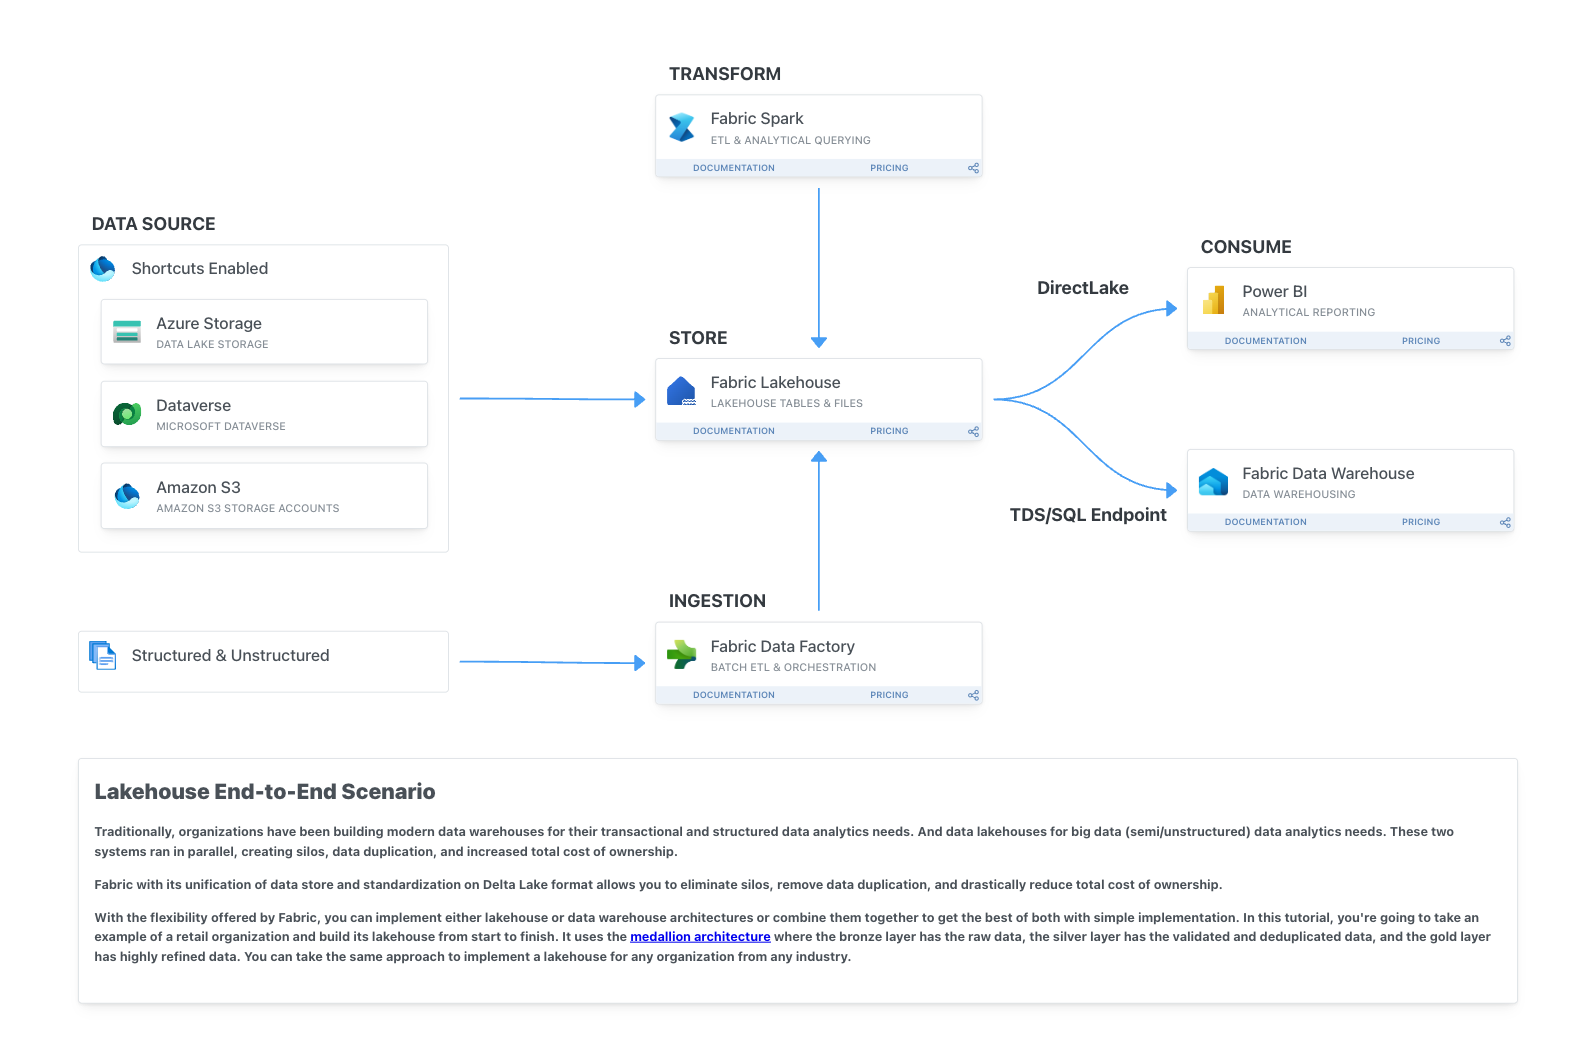 TRANSFORM
Fabric Spark
ETL & ANALYTICAL QUERYING
DOCUMENTATION PRICING
DATA SOURCE
Shortcuts Enabled
Azure Storage
DATA LAKE STORAGE
Dataverse
MICROSOFT DATAVERSE
Amazon S3
AMAZON S3 STORAGE ACCOUNTS
STORE
Fabric Lakehouse
LAKEHOUSE TABLES & FILES
DOCUMENTATION PRICING
CONSUME
DirectLake
Power BI
ANALYTICAL REPORTING
DOCUMENTATION PRICING
Fabric Data Warehouse
DATA WAREHOUSING
DOCUMENTATION PRICING
TDS/SQL Endpoint
INGESTION
Structured & Unstructured
Fabric Data Factory
BATCH ETL & ORCHESTRATION
DOCUMENTATION PRICING
Lakehouse End-to-End Scenario
Traditionally, organizations have been building modern data warehouses for their transactional and structured data analytics needs. And data lakehouses for big data (semi/unstructured) data analytics needs. These two
systems ran in parallel, creating silos, data duplication, and increased total cost of ownership.
Fabric with its unification of data store and standardization on Delta Lake format allows you to eliminate silos, remove data duplication, and drastically reduce total cost of ownership.
With the flexibility offered by Fabric, you can implement either lakehouse or data warehouse architectures or combine them together to get the best of both with simple implementation. In this tutorial, you're going to take an
example of a retail organization and build its lakehouse from start to finish. It uses the medallion architecture where the bronze layer has the raw data, the silver layer has the validated and deduplicated data, and the gold layer
has highly refined data. You can take the same approach to implement a lakehouse for any organization from any industry.